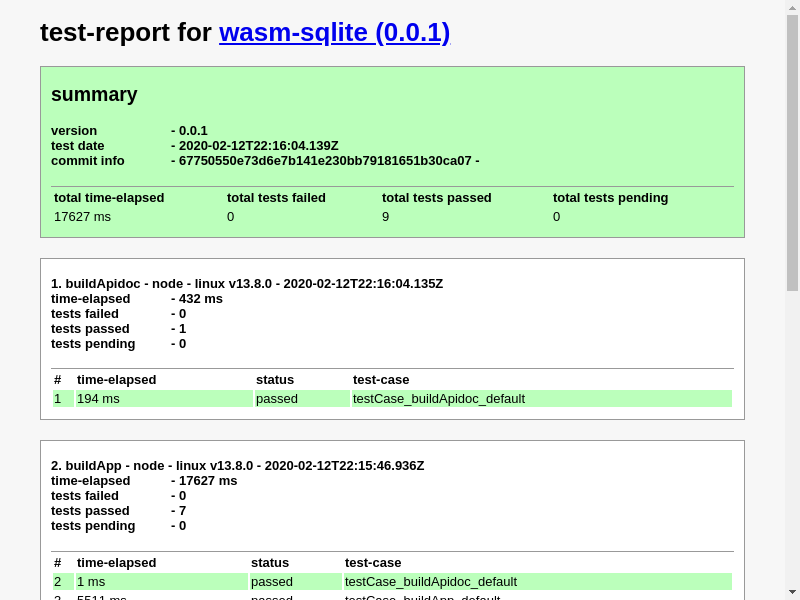 test-report for wasm-sqlite (0.0.1)
summary
version - 0.0.1
test date - 2020-02-12T22:16:04.139Z
commit info - 67750550e73d6e7b141e230bb79181651b30ca07 -
total time-elapsed total tests failed total tests passed total tests pending
17627 ms 0 9 0
1. buildApidoc - node - linux v13.8.0 - 2020-02-12T22:16:04.135Z
time-elapsed - 432 ms
tests failed - 0
tests passed - 1
tests pending - 0
# time-elapsed status test-case
1 194 ms passed testCase_buildApidoc_default
2. buildApp - node - linux v13.8.0 - 2020-02-12T22:15:46.936Z
time-elapsed - 17627 ms
tests failed - 0
tests passed - 7
tests pending - 0
# time-elapsed status test-case
2 1 ms passed testCase_buildApidoc_default
5511 ms passed testCase_buildApp_default